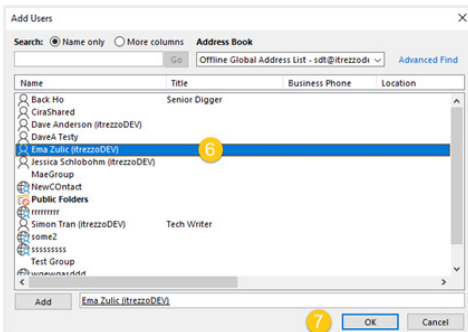 Add Users
Search: Name only More columns Address Book
Go Offline Global Address List - sdt@itrezzode Advanced Find
Name Title Business Phone Location
Back Ho Senior Digger
CiraShared
Dave Anderson (itrezzoDEV)
DaveA Testy
Ema Zulic (itrezzoDEV) 6
Jessica Schlobohm (itrezzoDEV)
MaeGroup
NewCOntact
Public Folders
Simon Tran (itrezzoDEV) Tech Writer
some2
Test Group
Add Ema Zulic (itrezzoDEV)
7 OK Cancel